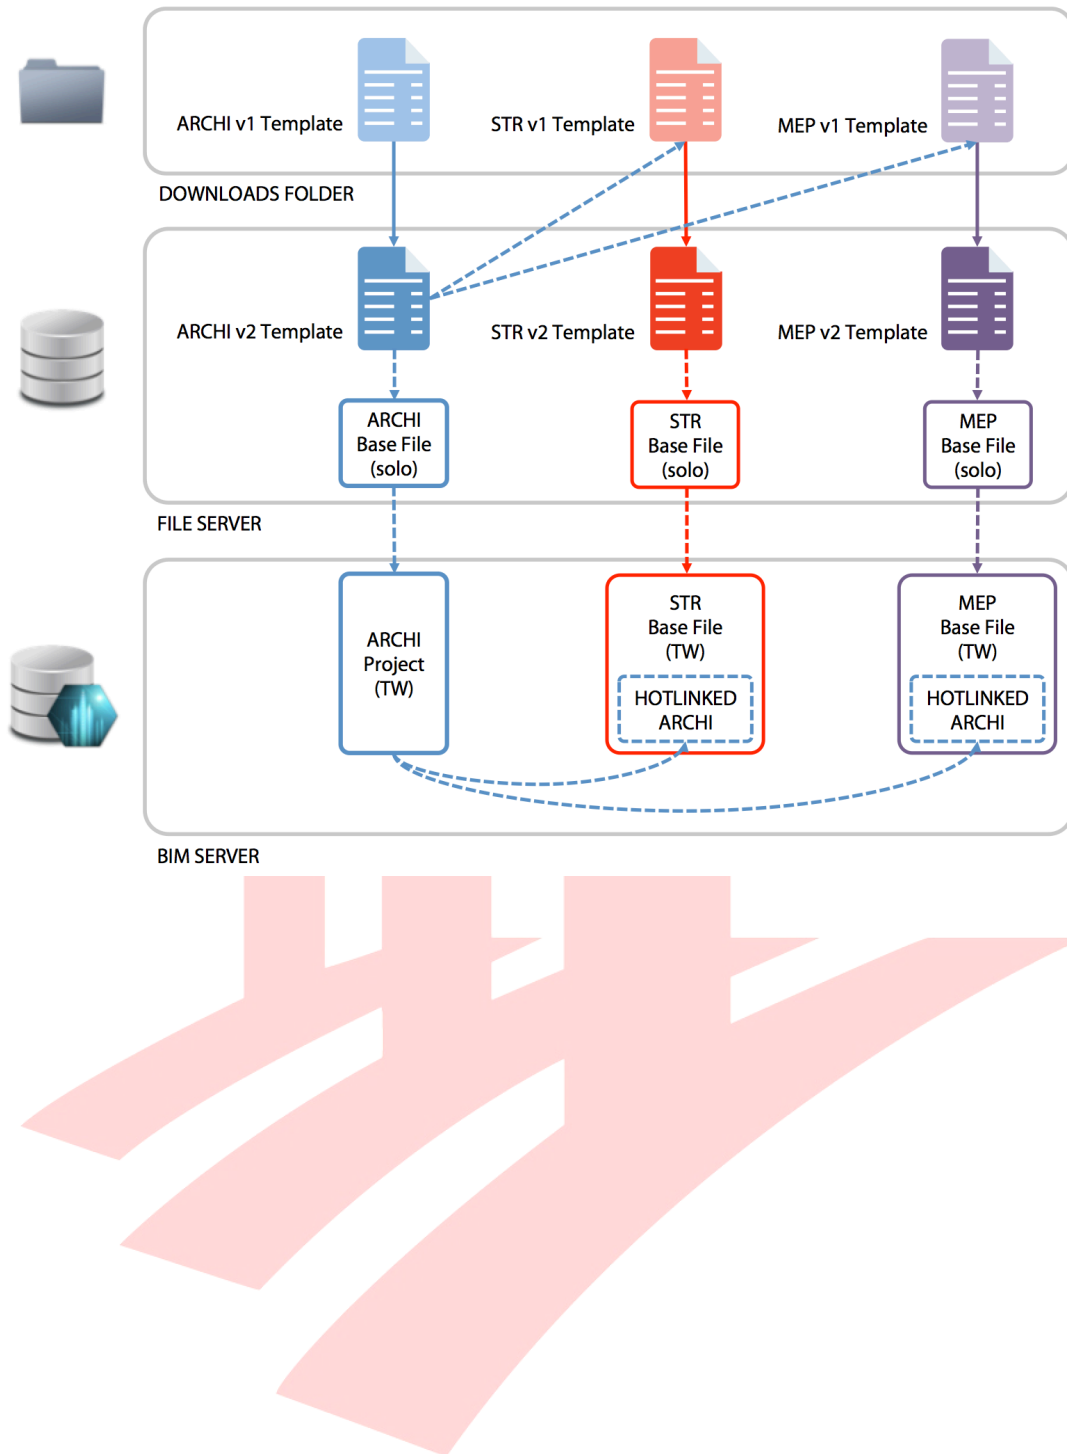 ARCHI v1 Template
STR v1 Template
MEP v1 Template
DOWNLOADS FOLDER
ARCHI v2 Template
STR v2 Template
MEP v2 Template
ARCHI
Base File
(solo)
STR
Base File
(solo)
MEP
Base File
(solo)
FILE SERVER
ARCHI
Project
(TW)
STR
Base File
(TW)
HOTLINKED
ARCHI
MEP
Base File
(TW)
HOTLINKED
ARCHI
BIM SERVER